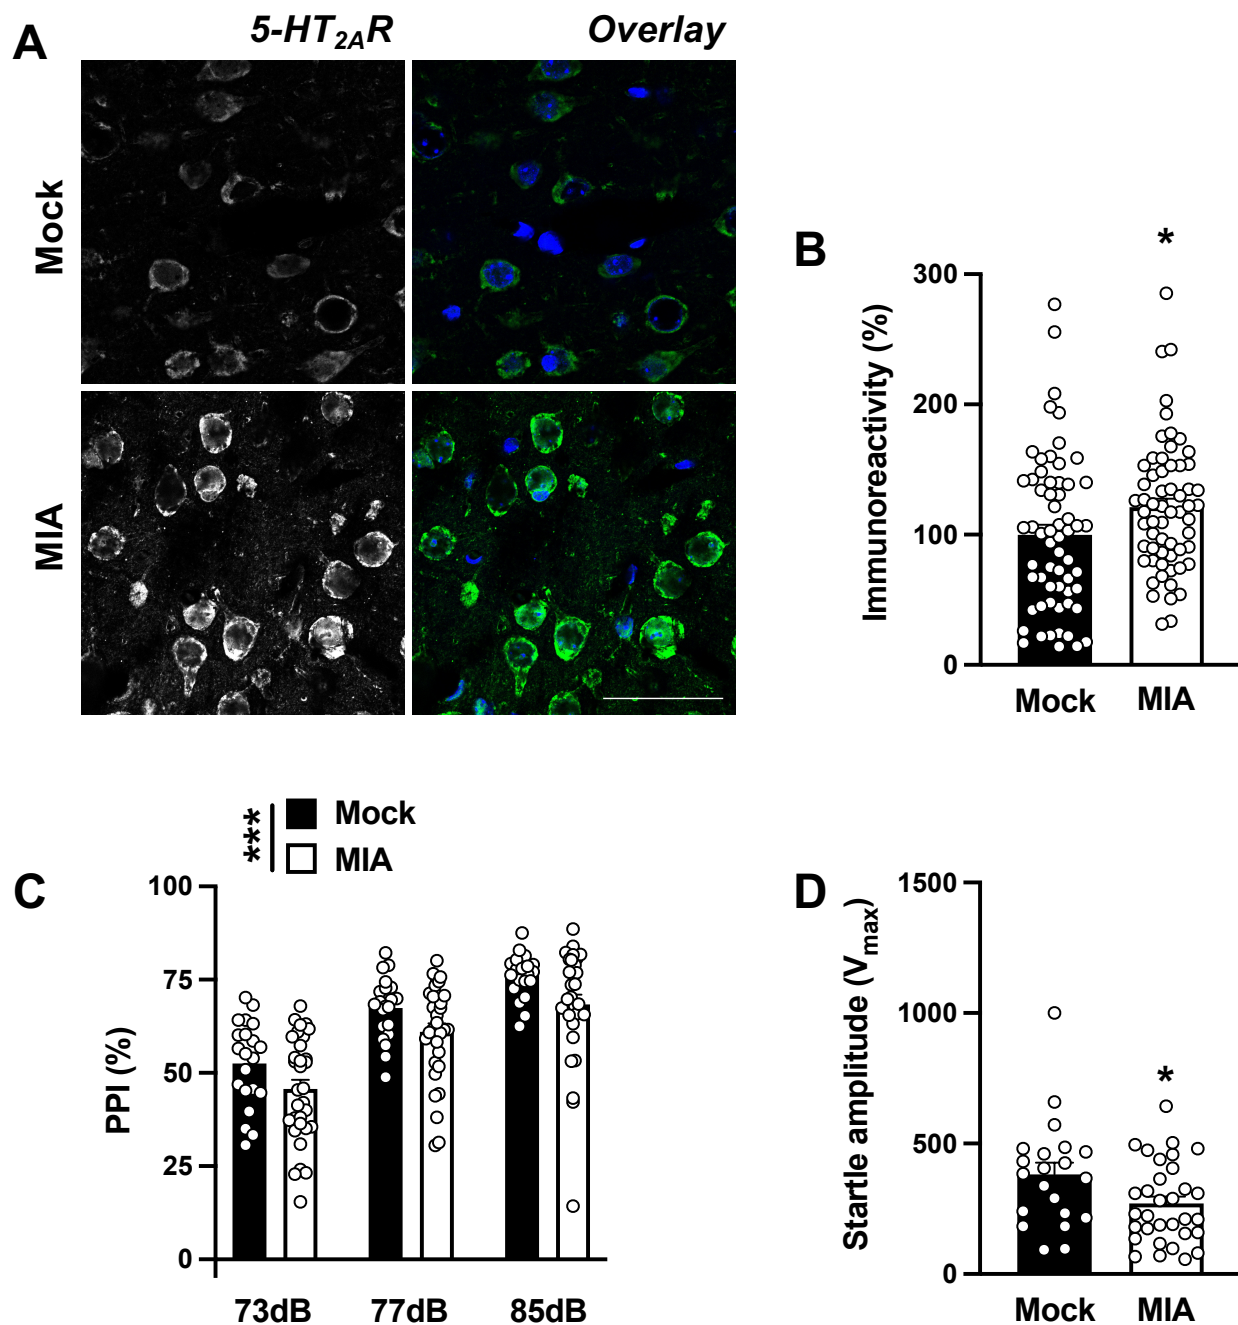 A
5-HT2AR
Overlay
Mock
MIA
B
*
Immunoreactivity (%)
300
200
100
0
Mock
MIA
C
***
Mock
MIA
PPI (%)
100
75
50
25
0
73dB
77dB
85dB
D
*
Startle amplitude (Vmax)
1500
1000
500
0
Mock
MIA